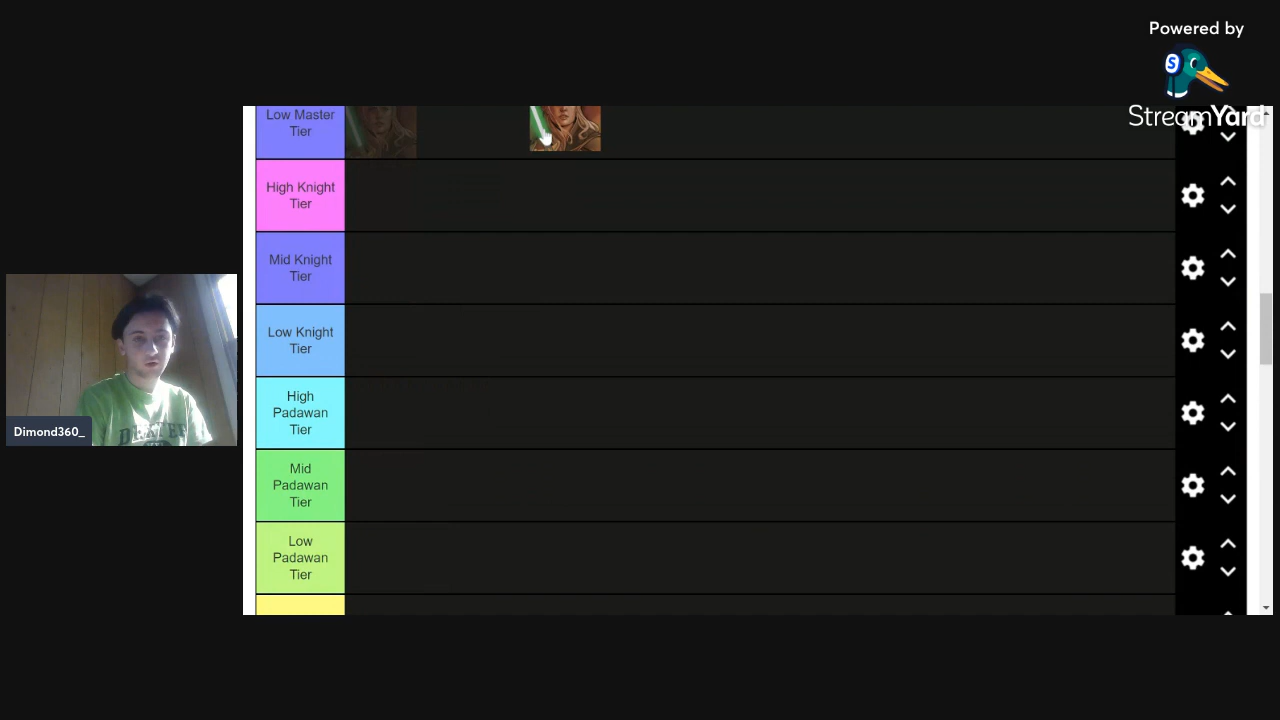 Powered by
StreamYard
Low Master
Tier
High Knight
Tier
Mid Knight
Tier
Low Knight
Tier
High
Padawan
Tier
Mid
Padawan
Tier
Low
Padawan
Tier
Dimond360_
DEXTER